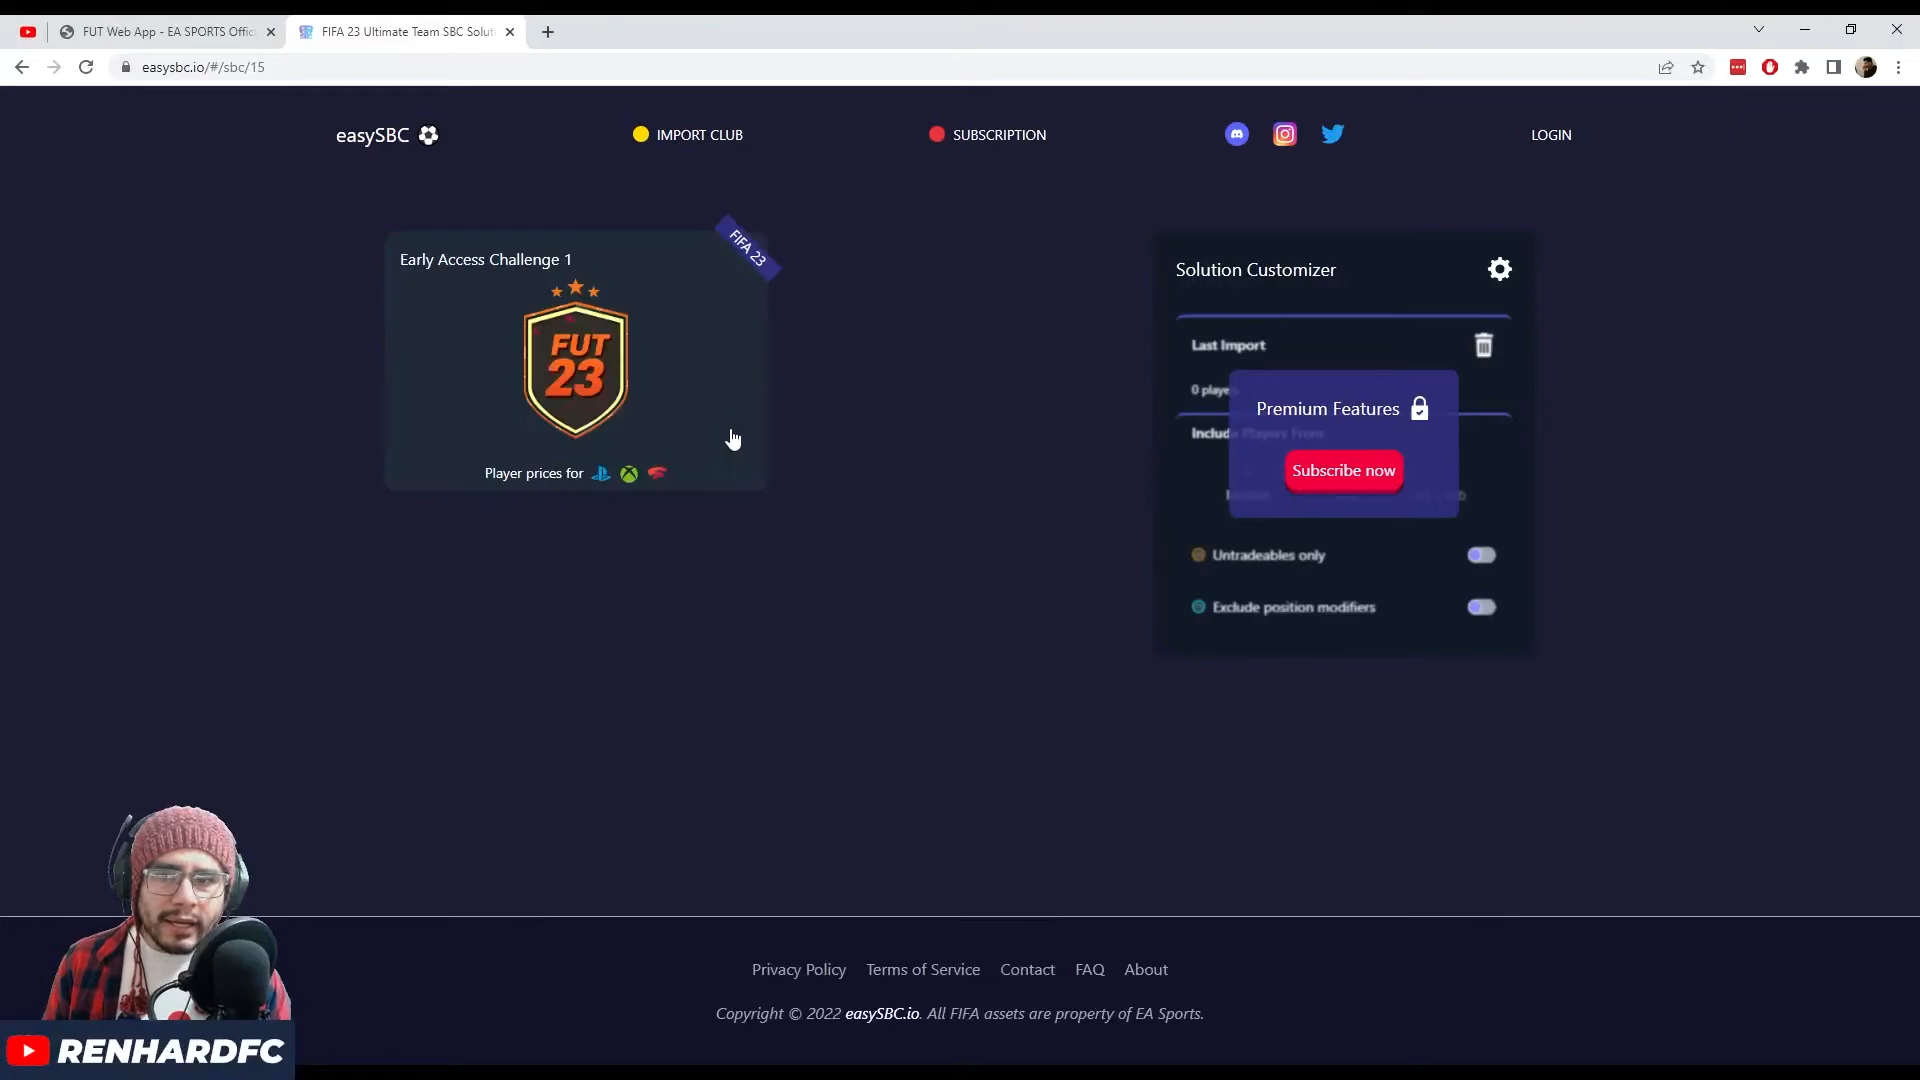 FUT Web App - EA SPORTS Offic
FIFA 23 Ultimate Team SBC Solut
easysbc.io/#/sbc/15
easySBC
IMPORT CLUB
SUBSCRIPTION
LOGIN
Early Access Challenge 1
FIFA 23
FUT
23
Player prices for
Solution Customizer
Last Import
0 playe
Premium Features
Includ Players From
Subscribe now
Untradeables only
Exclude position modifiers
Privacy Policy Terms of Service Contact FAQ About
Copyright © 2022 easySBC.io. All FIFA assets are property of EA Sports.
RENHARDFC